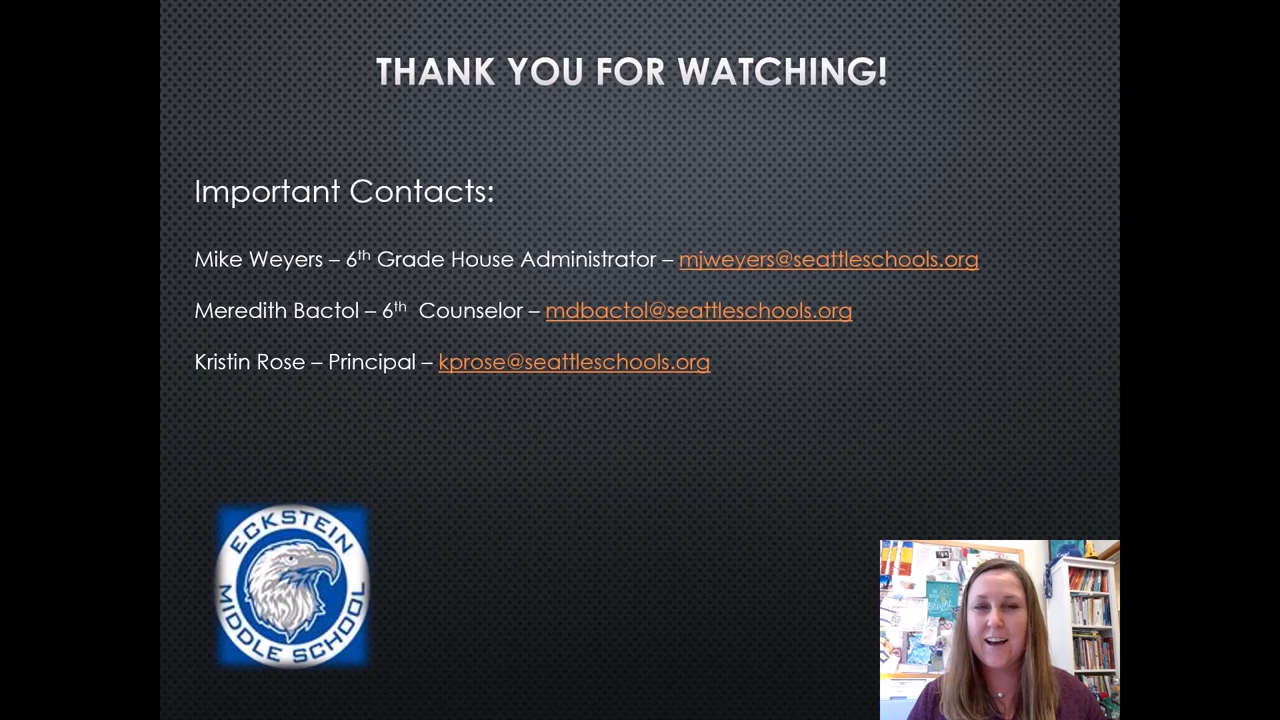 THANK YOU FOR WATCHING!
Important Contacts:
Mike Weyers – 6th Grade House Administrator – mjweyers@seattleschools.org
Meredith Bactol – 6th Counselor – mdbactol@seattleschools.org
Kristin Rose – Principal – kprose@seattleschools.org
ECKSTEIN
MIDDLE SCHOOL